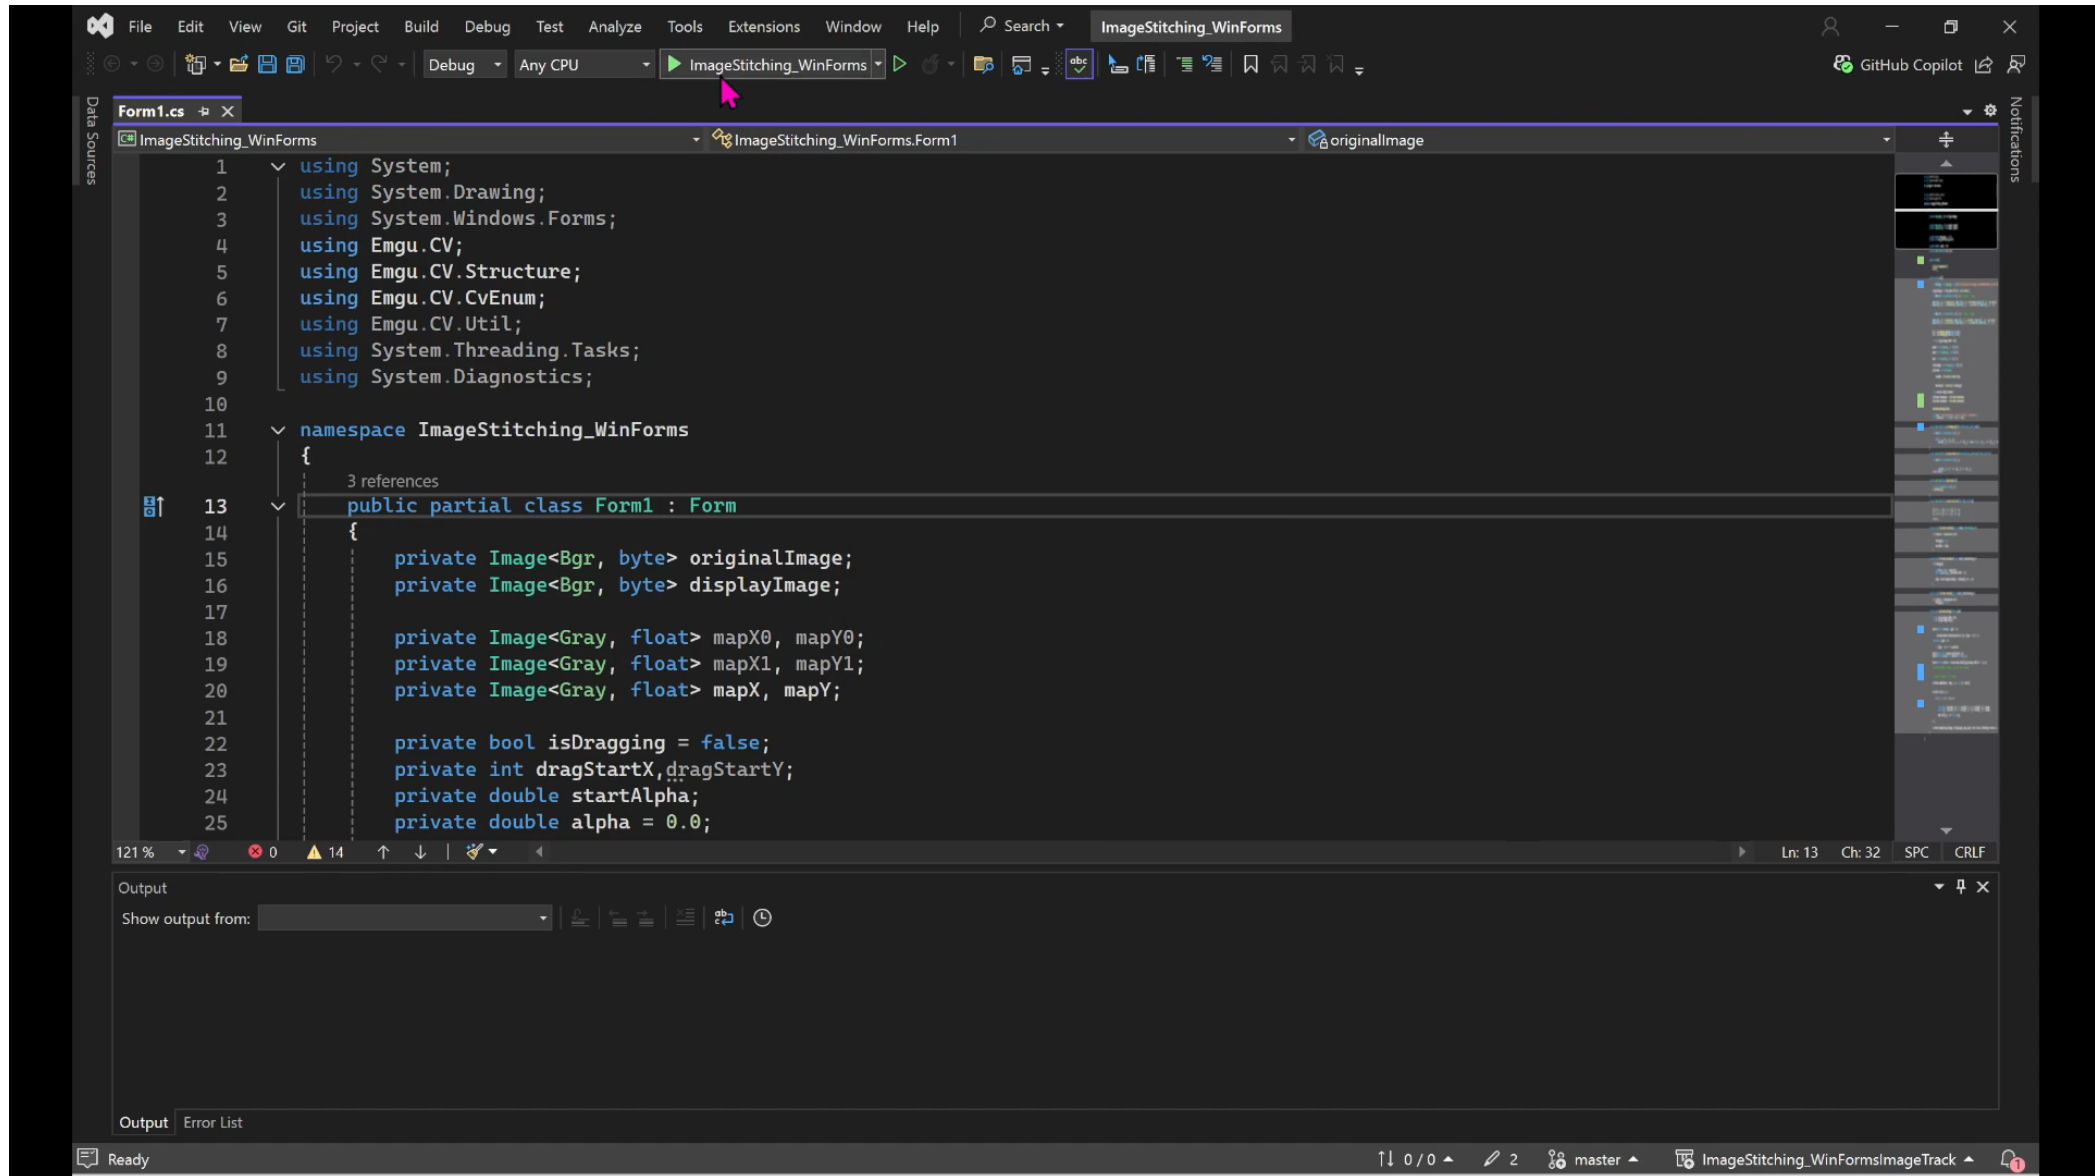 File Edit View Git Project Build Debug Test Analyze Tools Extensions Window Help Search ImageStitching_WinForms
Debug Any CPU ImageStitching_WinForms abc GitHub Copilot
Data Sources
Form1.cs
Notifications
C# ImageStitching_WinForms ImageStitching_WinForms.Form1 originalImage
1 using System;
2 using System.Drawing;
3 using System.Windows.Forms;
4 using Emgu.CV;
5 using Emgu.CV.Structure;
6 using Emgu.CV.CvEnum;
7 using Emgu.CV.Util;
8 using System.Threading.Tasks;
9 using System.Diagnostics;
10
11 namespace ImageStitching_WinForms
12 {
3 references
13 public partial class Form1 : Form
14 {
15 private Image<Bgr, byte> originalImage;
16 private Image<Bgr, byte> displayImage;
17
18 private Image<Gray, float> mapX0, mapY0;
19 private Image<Gray, float> mapX1, mapY1;
20 private Image<Gray, float> mapX, mapY;
21
22 private bool isDragging = false;
23 private int dragStartX,dragStartY;
24 private double startAlpha;
25 private double alpha = 0.0;
121 % 0 14 Ln: 13 Ch: 32 SPC CRLF
Output
Show output from:
Output Error List
Ready 0 / 0 2 master ImageStitching_WinFormsImageTrack 1